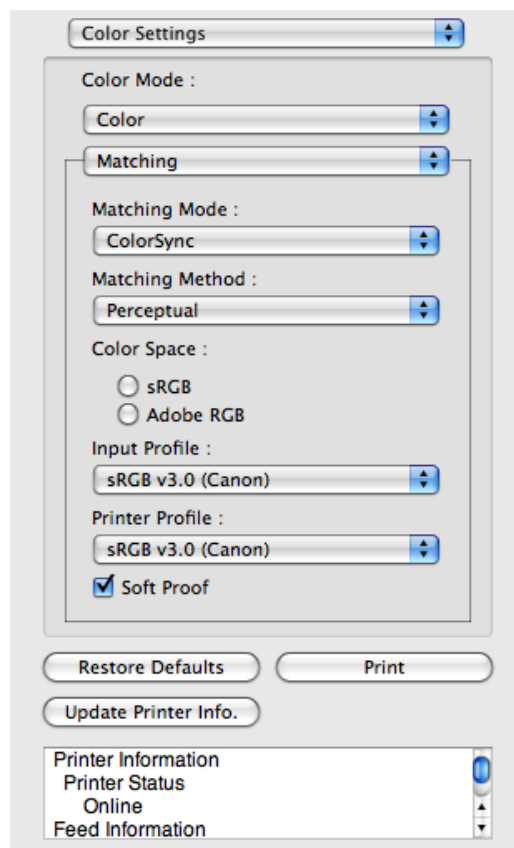 Color Settings
Color Mode :
Color
Matching
Matching Mode :
ColorSync
Matching Method :
Perceptual
Color Space :
sRGB
Adobe RGB
Input Profile :
sRGB v3.0 (Canon)
Printer Profile :
sRGB v3.0 (Canon)
Soft Proof
Restore Defaults
Print
Update Printer Info.
Printer Information
Printer Status
Online
Feed Information